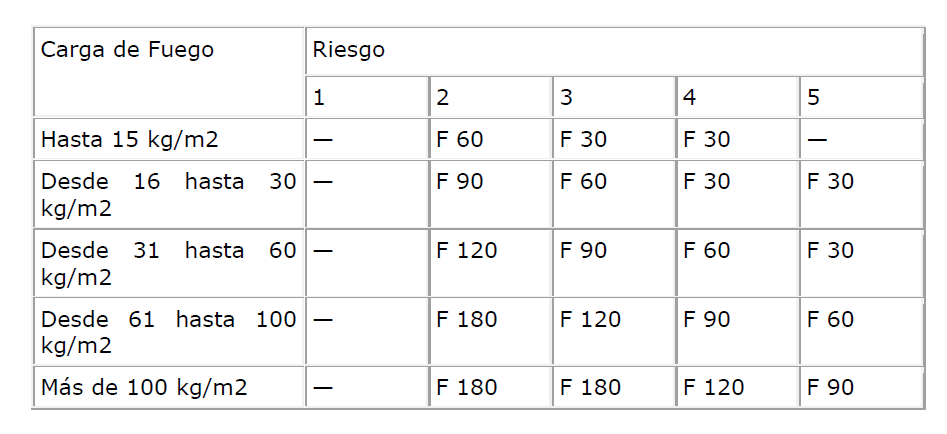 Carga de Fuego Riesgo
1 2 3 4 5
Hasta 15 kg/m2 — F 60 F 30 F 30 —
Desde 16 hasta 30 — F 90 F 60 F 30 F 30
kg/m2
Desde 31 hasta 60 — F 120 F 90 F 60 F 30
kg/m2
Desde 61 hasta 100 — F 180 F 120 F 90 F 60
kg/m2
Más de 100 kg/m2 — F 180 F 180 F 120 F 90